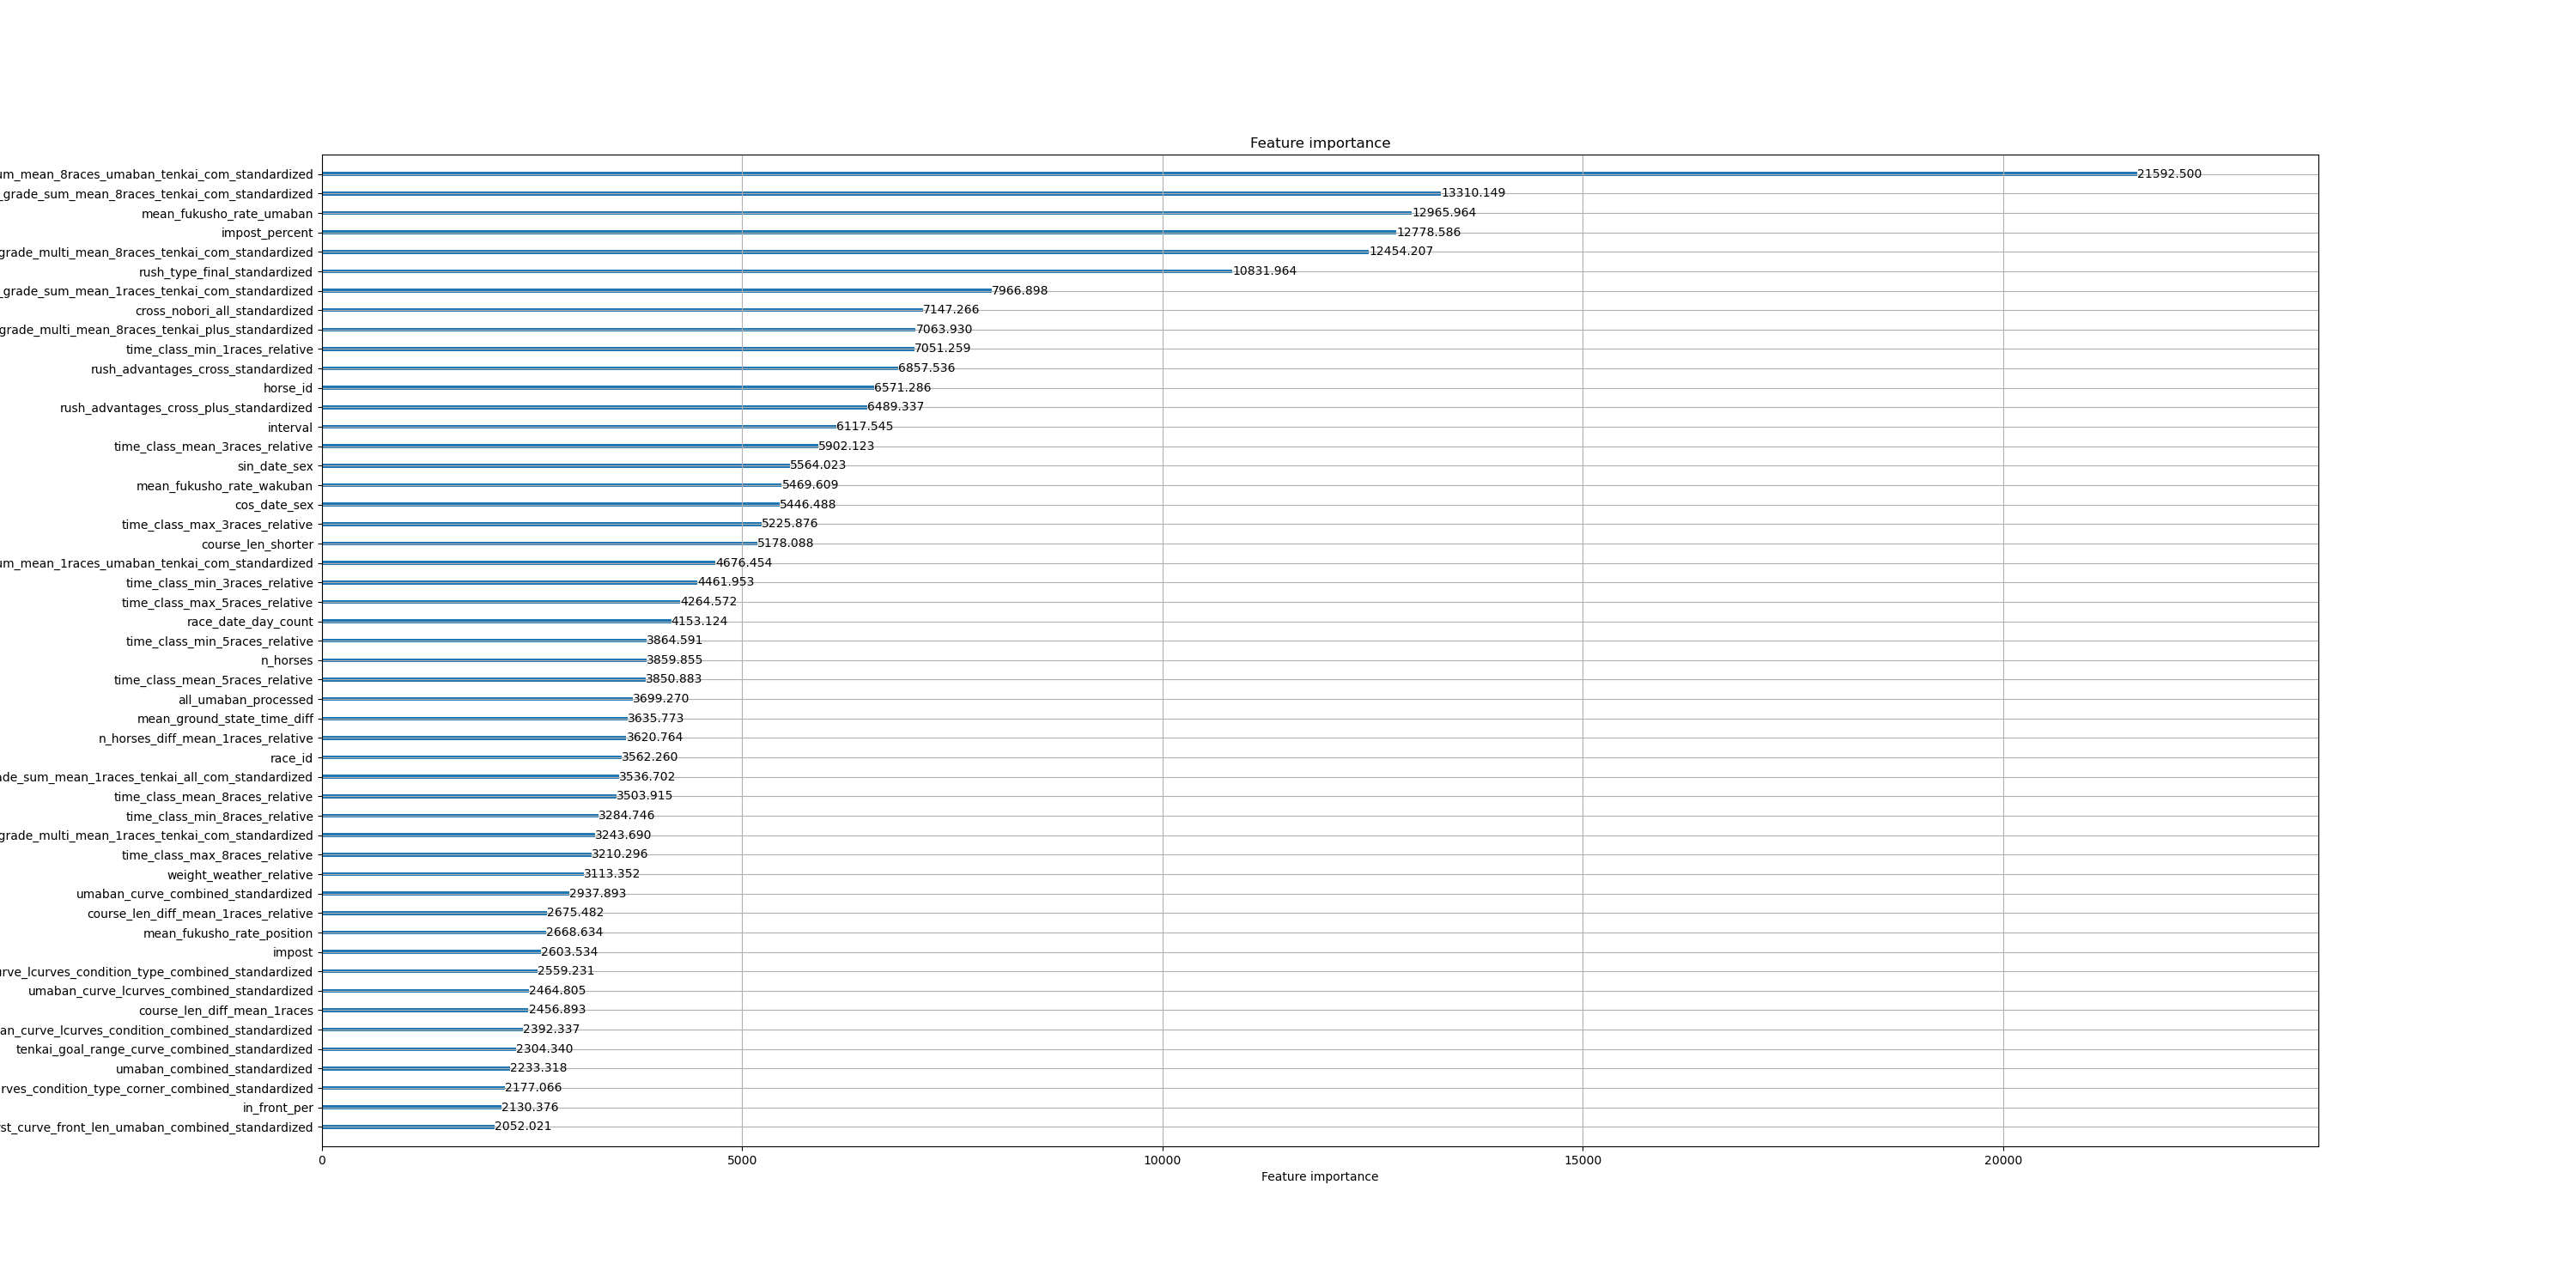 Feature importance
um_mean_8races_umaban_tenkai_com_standardized 21592.500
_grade_sum_mean_8races_tenkai_com_standardized 13310.149
mean_fukusho_rate_umaban 12965.964
impost_percent 12778.586
grade_multi_mean_8races_tenkai_com_standardized 12454.207
rush_type_final_standardized 10831.964
_grade_sum_mean_1races_tenkai_com_standardized 7966.898
cross_nobori_all_standardized 7147.266
grade_multi_mean_8races_tenkai_plus_standardized 7063.930
time_class_min_1races_relative 7051.259
rush_advantages_cross_standardized 6857.536
horse_id 6571.286
rush_advantages_cross_plus_standardized 6489.337
interval 6117.545
time_class_mean_3races_relative 5902.123
sin_date_sex 5564.023
mean_fukusho_rate_wakuban 5469.609
cos_date_sex 5446.488
time_class_max_3races_relative 5225.876
course_len_shorter 5178.088
um_mean_1races_umaban_tenkai_com_standardized 4676.454
time_class_min_3races_relative 4461.953
time_class_max_5races_relative 4264.572
race_date_day_count 4153.124
time_class_min_5races_relative 3864.591
n_horses 3859.855
time_class_mean_5races_relative 3850.883
all_umaban_processed 3699.270
mean_ground_state_time_diff 3635.773
n_horses_diff_mean_1races_relative 3620.764
race_id 3562.260
ade_sum_mean_1races_tenkai_all_com_standardized 3536.702
time_class_mean_8races_relative 3503.915
time_class_min_8races_relative 3284.746
grade_multi_mean_1races_tenkai_com_standardized 3243.690
time_class_max_8races_relative 3210.296
weight_weather_relative 3113.352
umaban_curve_combined_standardized 2937.893
course_len_diff_mean_1races_relative 2675.482
mean_fukusho_rate_position 2668.634
impost 2603.534
urve_lcurves_condition_type_combined_standardized 2559.231
umaban_curve_lcurves_combined_standardized 2464.805
course_len_diff_mean_1races 2456.893
an_curve_lcurves_condition_combined_standardized 2392.337
tenkai_goal_range_curve_combined_standardized 2304.340
umaban_combined_standardized 2233.318
rves_condition_type_corner_combined_standardized 2177.066
in_front_per 2130.376
st_curve_front_len_umaban_combined_standardized 2052.021
0 5000 10000 15000 20000
Feature importance